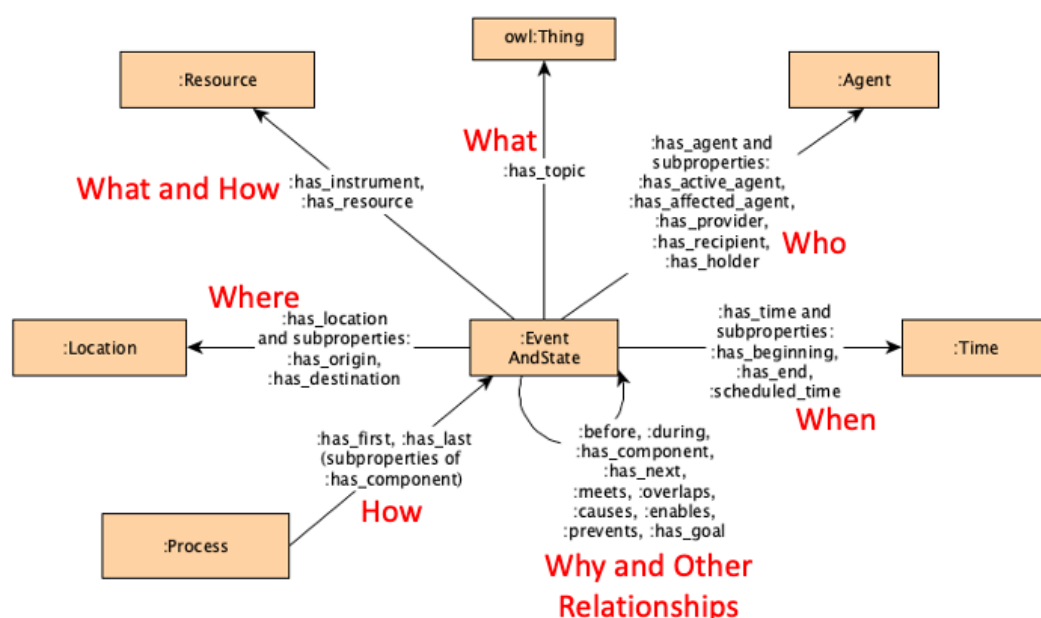 owl:Thing
:Resource
:Agent
What
:has_topic
What and How
:has_instrument,
:has_resource
:has_agent and
subproperties:
:has_active_agent,
:has_affected_agent,
:has_provider,
:has_recipient,
:has_holder
Who
Where
:has_location
and subproperties:
:has_origin,
:has_destination
:Location
:Event
AndState
:has_time and
subproperties:
:has_beginning,
:has_end,
:scheduled_time
:Time
When
:has_first, :has_last
(subproperties of
:has_component)
How
:before, :during,
:has_component,
:has_next,
:meets, :overlaps,
:causes, :enables,
:prevents, :has_goal
:Process
Why and Other
Relationships